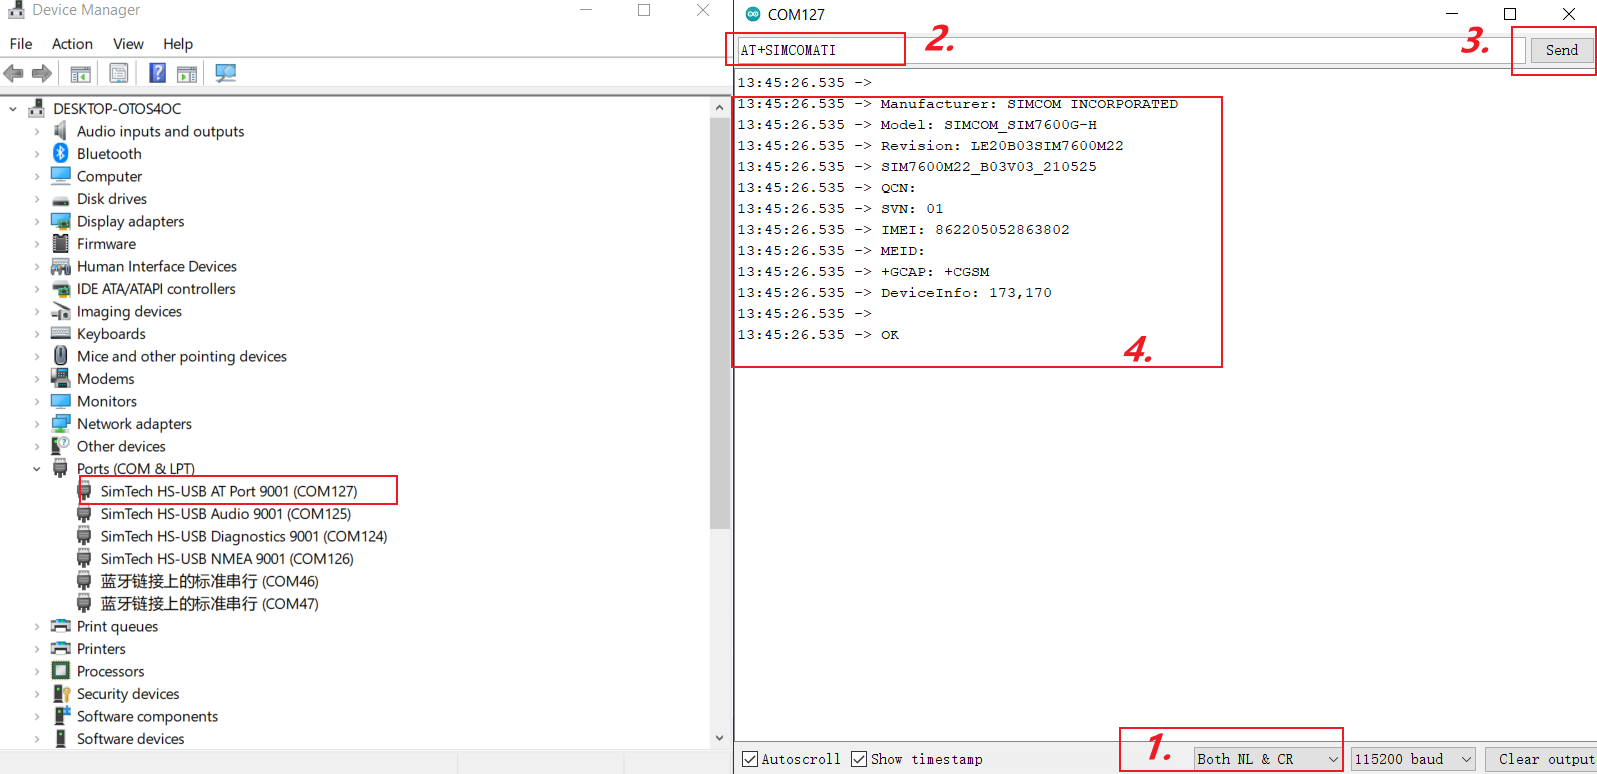 Device Manager
File Action View Help
DESKTOP-OTOS4OC
Audio inputs and outputs
Bluetooth
Computer
Disk drives
Display adapters
Firmware
Human Interface Devices
IDE ATA/ATAPI controllers
Imaging devices
Keyboards
Mice and other pointing devices
Modems
Monitors
Network adapters
Other devices
Ports (COM & LPT)
SimTech HS-USB AT Port 9001 (COM127)
SimTech HS-USB Audio 9001 (COM125)
SimTech HS-USB Diagnostics 9001 (COM124)
SimTech HS-USB NMEA 9001 (COM126)
蓝牙链接上的标准串行 (COM46)
蓝牙链接上的标准串行 (COM47)
Print queues
Printers
Processors
Security devices
Software components
Software devices
COM127
AT+SIMCOMATI
2.
3.
Send
13:45:26.535 ->
13:45:26.535 -> Manufacturer: SIMCOM INCORPORATED
13:45:26.535 -> Model: SIMCOM_SIM7600G-H
13:45:26.535 -> Revision: LE20B03SIM7600M22
13:45:26.535 -> SIM7600M22_B03V03_210525
13:45:26.535 -> QCN:
13:45:26.535 -> SVN: 01
13:45:26.535 -> IMEI: 862205052863802
13:45:26.535 -> MEID:
13:45:26.535 -> +GCAP: +CGSM
13:45:26.535 -> DeviceInfo: 173,170
13:45:26.535 ->
13:45:26.535 -> OK
4.
Autoscroll Show timestamp
1.
Both NL & CR
115200 baud
Clear output